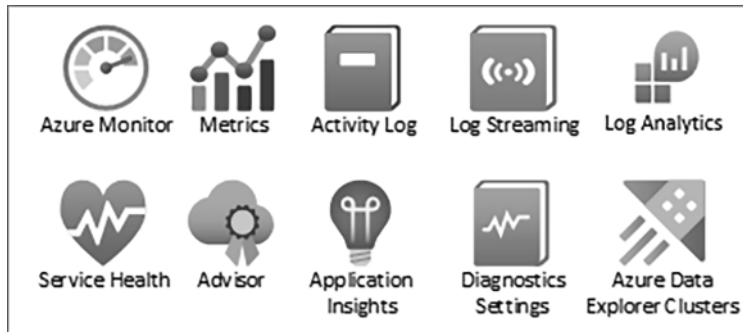 Azure Monitor
Metrics
Activity Log
Log Streaming
Log Analytics
Service Health
Advisor
Application
Insights
Diagnostics
Settings
Azure Data
Explorer Clusters